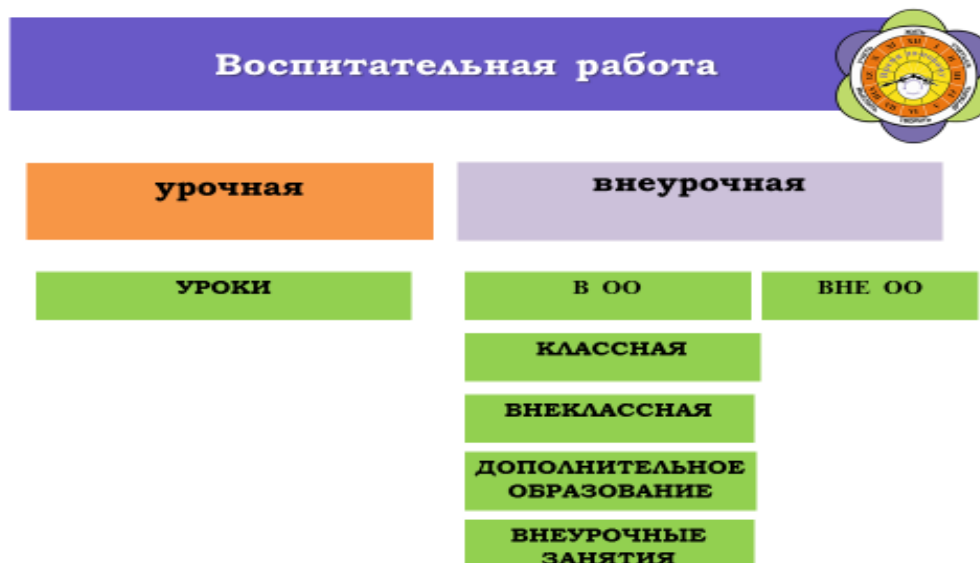 Воспитательная работа
урочная
внеурочная
УРОКИ
В ОО
ВНЕ ОО
КЛАССНАЯ
ВНЕКЛАССНАЯ
ДОПОЛНИТЕЛЬНОЕ
ОБРАЗОВАНИЕ
ВНЕУРОЧНЫЕ
ЗАНЯТИЯ